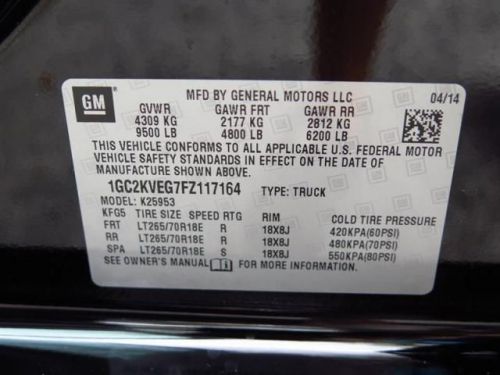 GM
MFD BY GENERAL MOTORS LLC
04/14
GVWR GAWR FRT GAWR RR
4309 KG 2177 KG 2812 KG
9500 LB 4800 LB 6200 LB
THIS VEHICLE CONFORMS TO ALL APPLICABLE U.S. FEDERAL MOTOR
VEHICLE SAFETY STANDARDS IN EFFECT ON THE DATE OF
MANUFACTURE SHOWN ABOVE.
1GC2KVEG7FZ117164 TYPE: TRUCK
MODEL: K25953
KFG5 TIRE SIZE SPEED RTG RIM COLD TIRE PRESSURE
FRT LT265/70R18E R 18X8J 420KPA(60PSI)
RR LT265/70R18E R 18X8J 480KPA(70PSI)
SPA LT265/70R18E S 18X8J 550KPA(80PSI)
SEE OWNER'S MANUAL FOR MORE INFORMATION